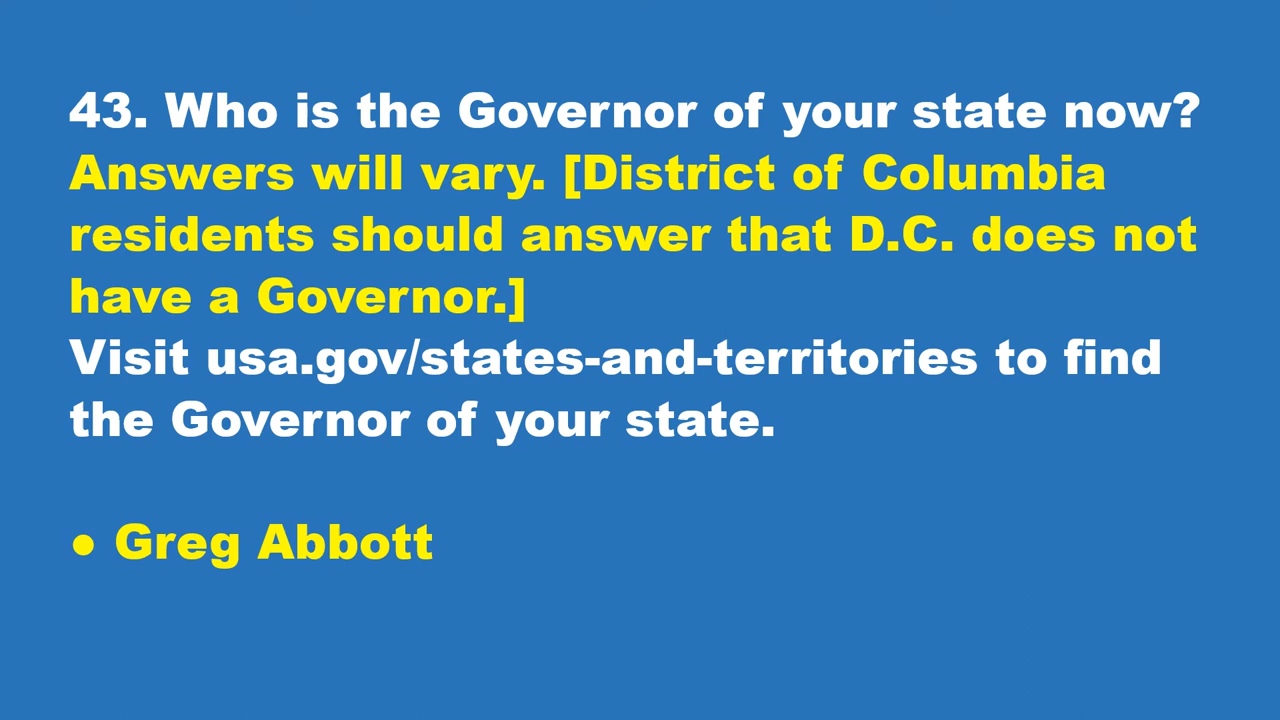 43. Who is the Governor of your state now?
Answers will vary. [District of Columbia
residents should answer that D.C. does not
have a Governor.]
Visit usa.gov/states-and-territories to find
the Governor of your state.
● Greg Abbott